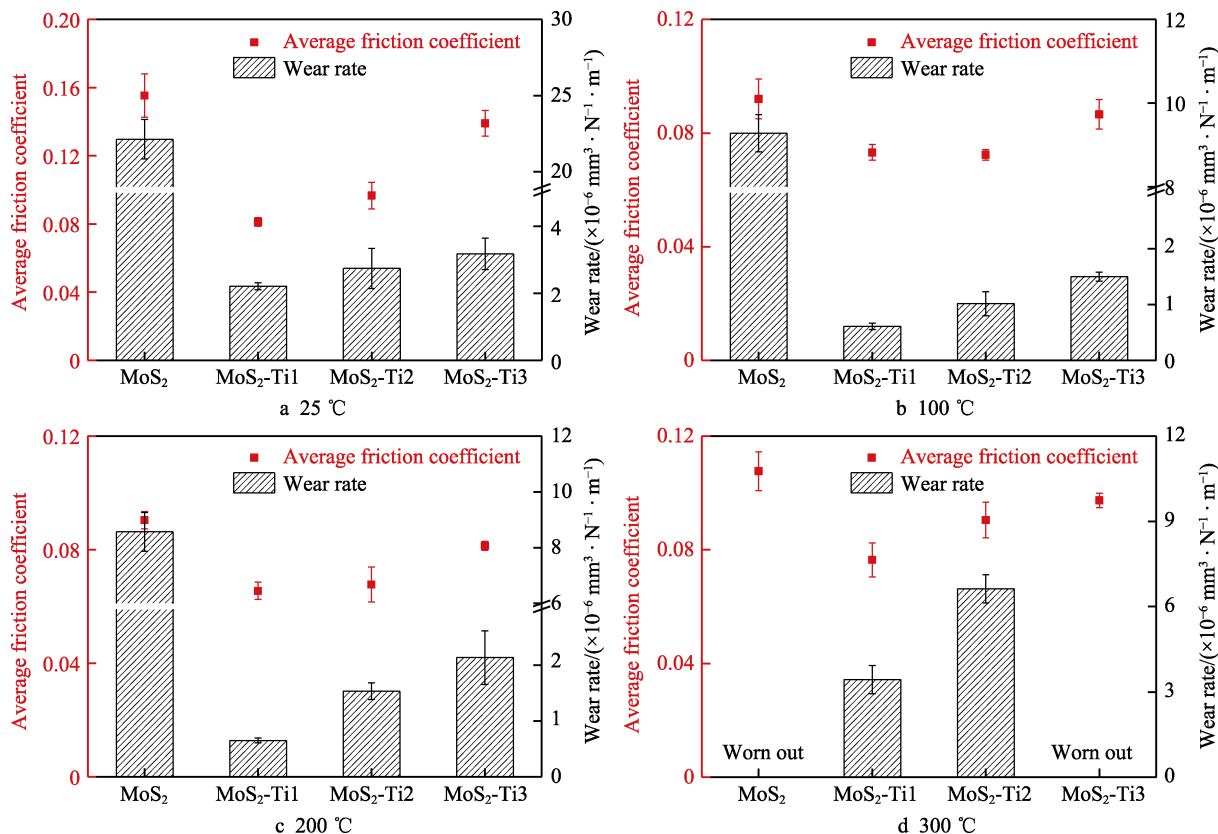 Average friction coefficient
0.20
0.16
0.12
0.08
0.04
0
Average friction coefficient
Wear rate
30
25
20
4
2
0
Wear rate/(×10⁻⁶ mm³·N⁻¹·m⁻¹)
MoS₂ MoS₂-Ti1 MoS₂-Ti2 MoS₂-Ti3
a 25 ℃
Average friction coefficient
0.12
0.08
0.04
0
Average friction coefficient
Wear rate
12
10
8
2
1
0
Wear rate/(×10⁻⁶ mm³·N⁻¹·m⁻¹)
MoS₂ MoS₂-Ti1 MoS₂-Ti2 MoS₂-Ti3
b 100 ℃
Average friction coefficient
0.12
0.08
0.04
0
Average friction coefficient
Wear rate
12
10
8
6
2
1
0
Wear rate/(×10⁻⁶ mm³·N⁻¹·m⁻¹)
MoS₂ MoS₂-Ti1 MoS₂-Ti2 MoS₂-Ti3
c 200 ℃
Average friction coefficient
0.12
0.08
0.04
0
Average friction coefficient
Wear rate
Worn out Worn out
12
9
6
3
0
Wear rate/(×10⁻⁶ mm³·N⁻¹·m⁻¹)
MoS₂ MoS₂-Ti1 MoS₂-Ti2 MoS₂-Ti3
d 300 ℃